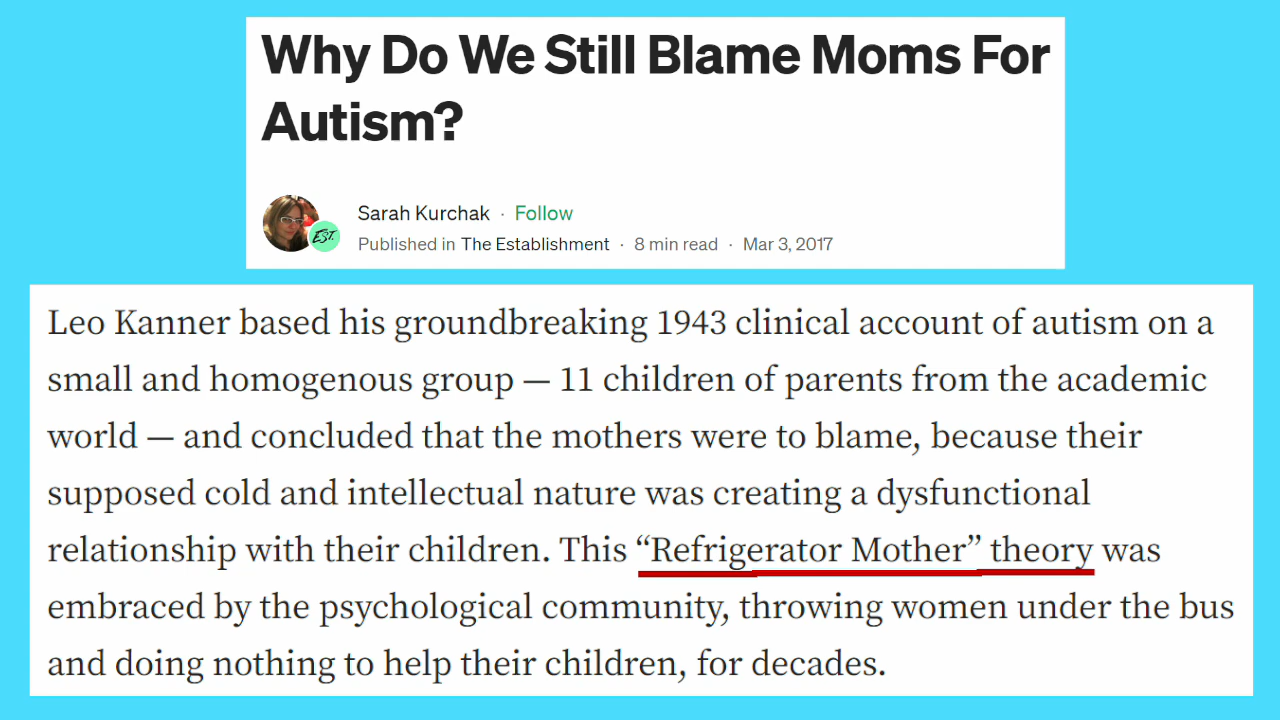 Why Do We Still Blame Moms For
Autism?
Sarah Kurchak · Follow
EST.
Published in The Establishment · 8 min read · Mar 3, 2017
Leo Kanner based his groundbreaking 1943 clinical account of autism on a
small and homogenous group — 11 children of parents from the academic
world — and concluded that the mothers were to blame, because their
supposed cold and intellectual nature was creating a dysfunctional
relationship with their children. This “Refrigerator Mother” theory was
embraced by the psychological community, throwing women under the bus
and doing nothing to help their children, for decades.